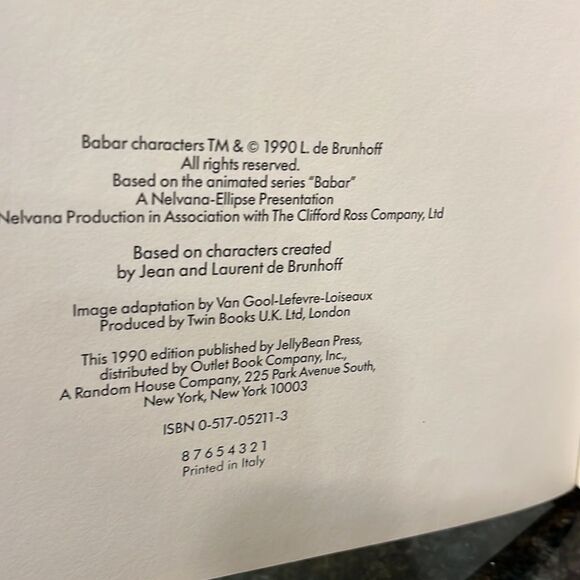 Babar characters TM & © 1990 L. de Brunhoff
All rights reserved.
Based on the animated series "Babar"
A Nelvana-Ellipse Presentation
Nelvana Production in Association with The Clifford Ross Company, Ltd
Based on characters created
by Jean and Laurent de Brunhoff
Image adaptation by Van Gool-Lefevre-Loiseaux
Produced by Twin Books U.K. Ltd, London
This 1990 edition published by JellyBean Press,
distributed by Outlet Book Company, Inc.,
A Random House Company, 225 Park Avenue South,
New York, New York 10003
ISBN 0-517-05211-3
8 7 6 5 4 3 2 1
Printed in Italy